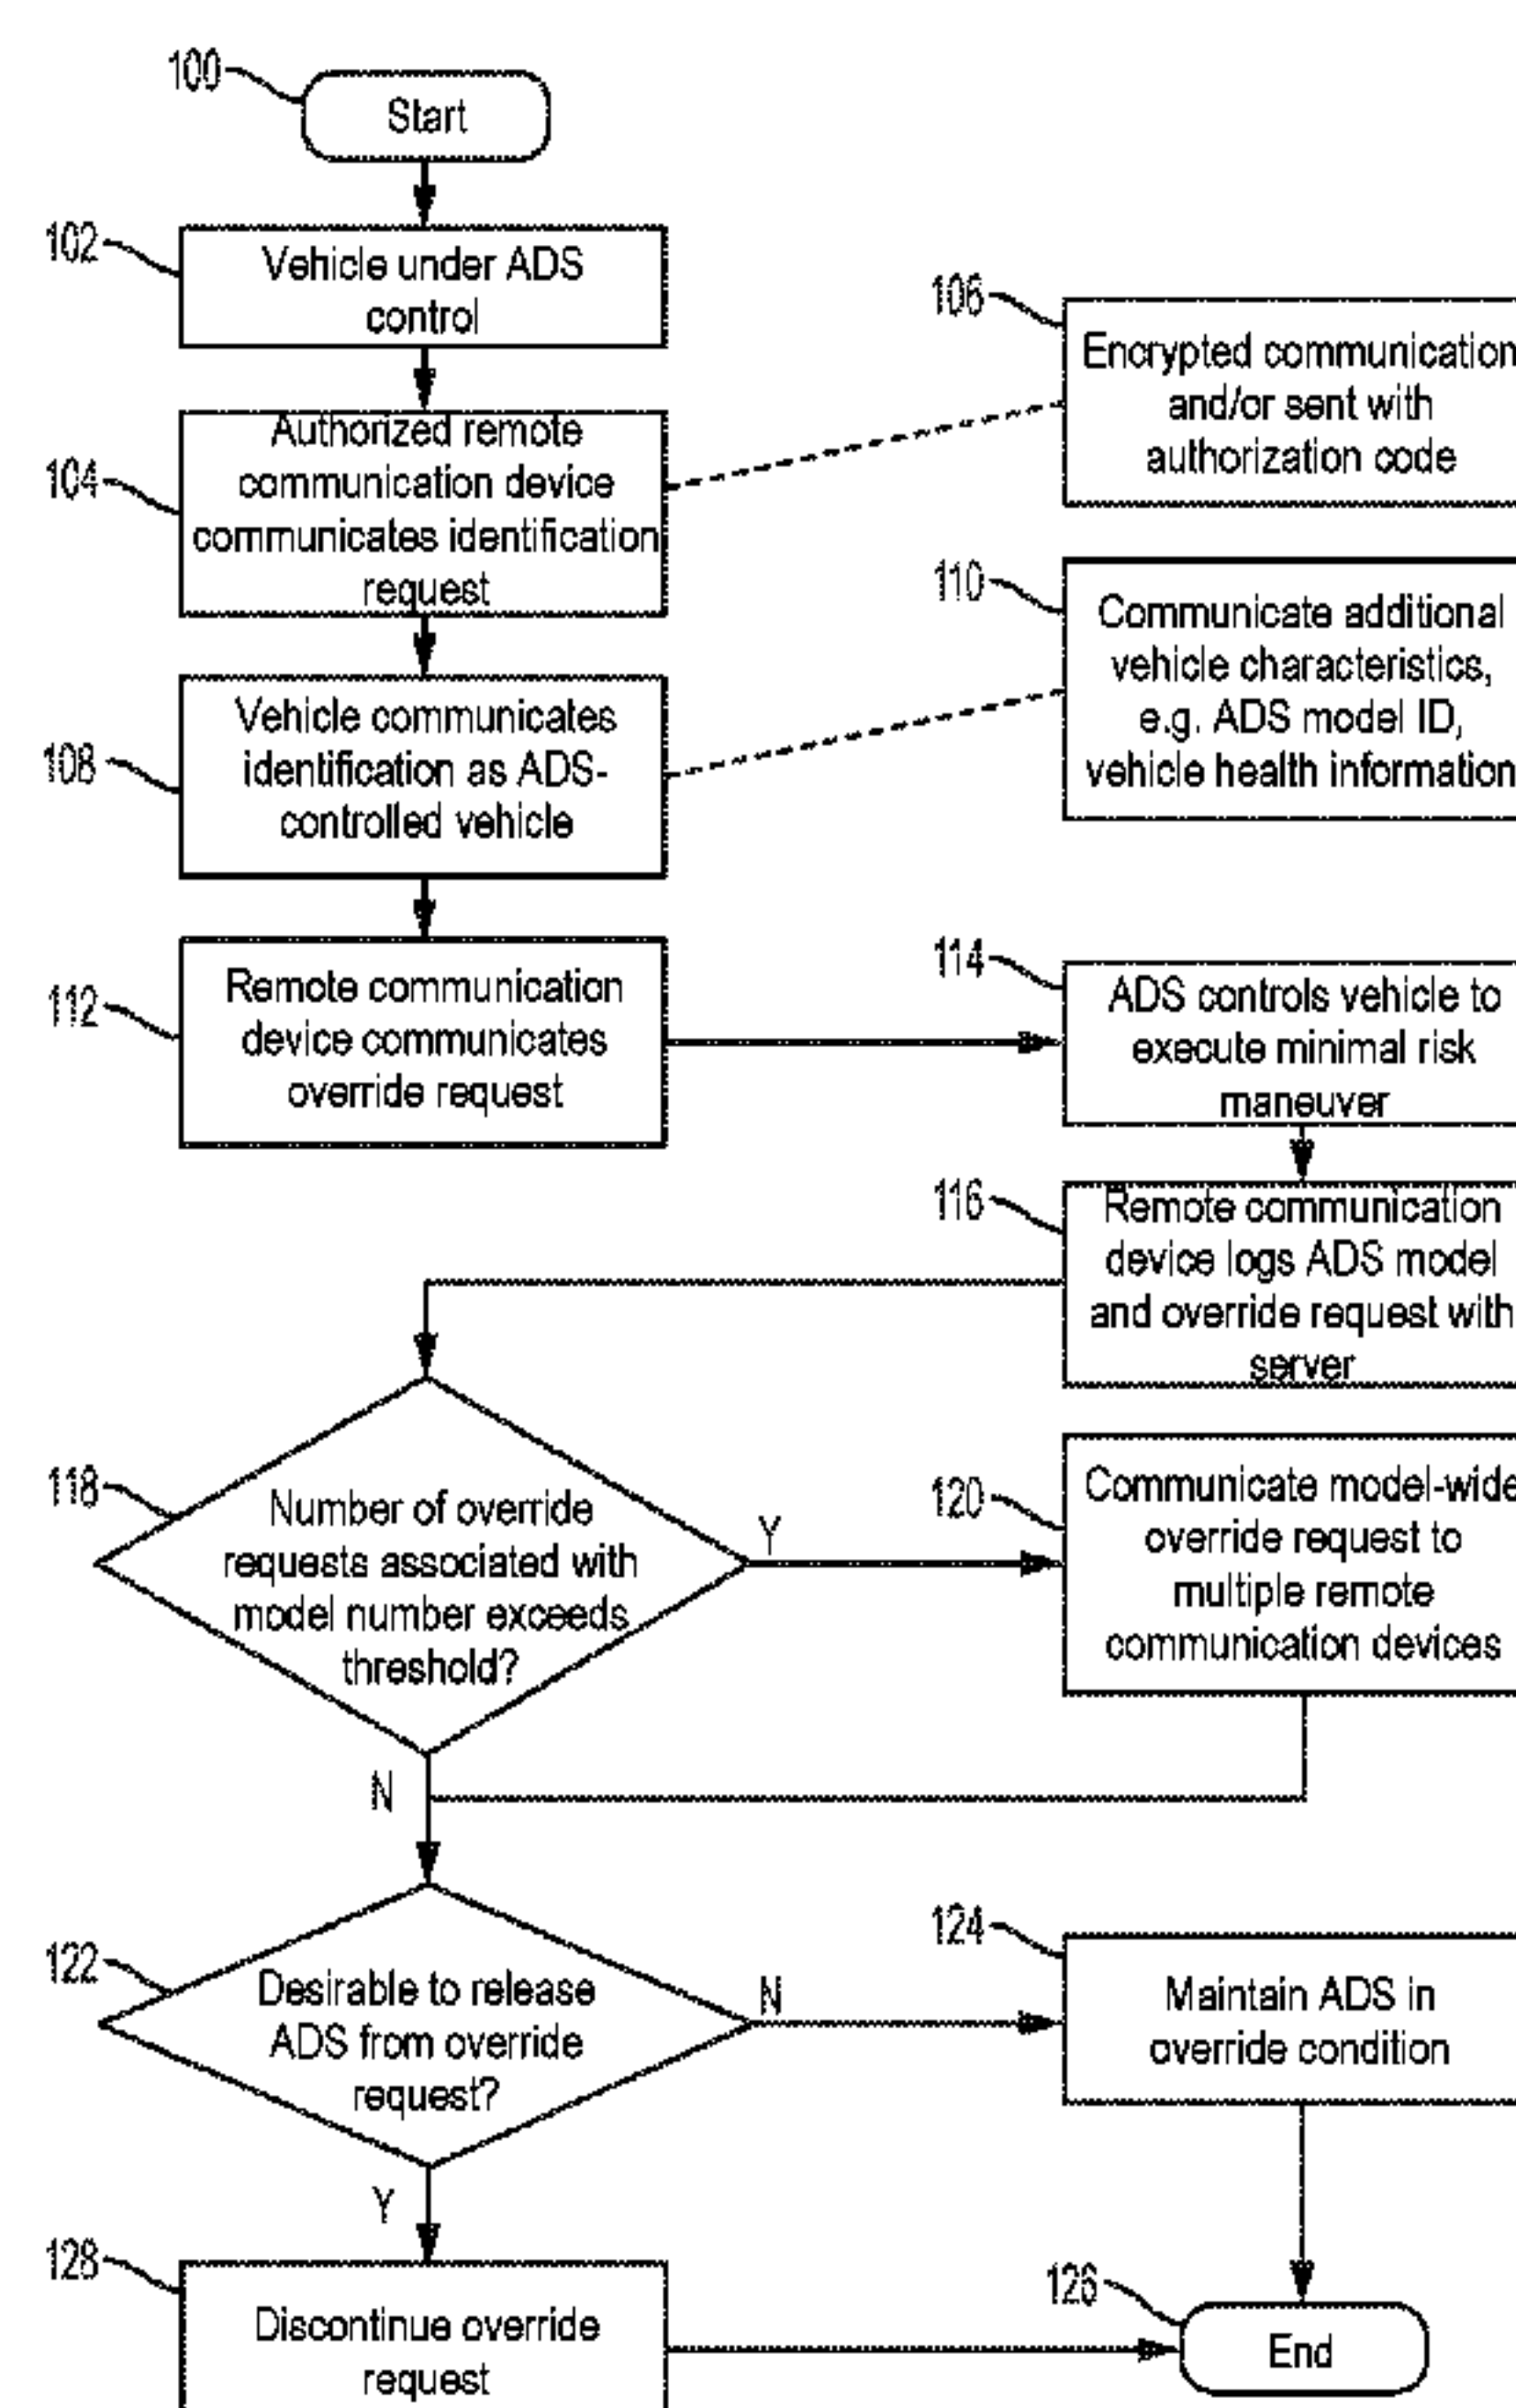 100
Start
102
Vehicle under ADS
control
104
Authorized remote
communication device
communicates identification
request
106
Encrypted communication
and/or sent with
authorization code
108
Vehicle communicates
identification as ADS-
controlled vehicle
110
Communicate additional
vehicle characteristics,
e.g. ADS model ID,
vehicle health information
112
Remote communication
device communicates
override request
114
ADS controls vehicle to
execute minimal risk
maneuver
116
Remote communication
device logs ADS model
and override request with
server
118
Number of override
requests associated with
model number exceeds
threshold?
Y
N
120
Communicate model-wide
override request to
multiple remote
communication devices
122
Desirable to release
ADS from override
request?
N
Y
124
Maintain ADS in
override condition
128
Discontinue override
request
126
End